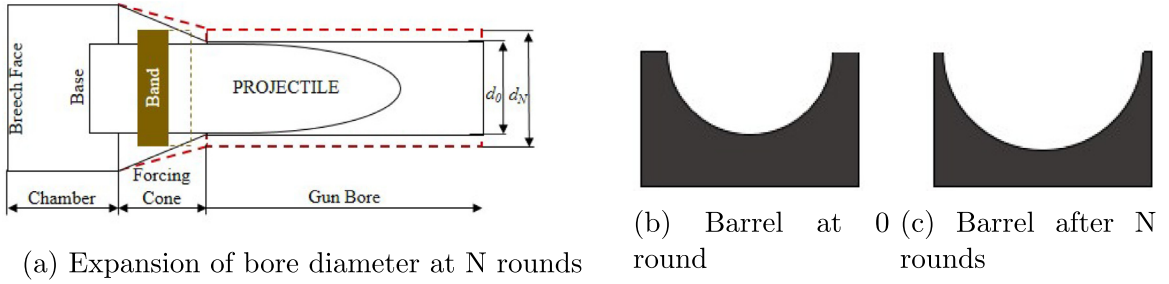 Breech Face
Base
Band
PROJECTILE
d0 dN
Chamber
Forcing
Cone
Gun Bore
(a) Expansion of bore diameter at N rounds
(b) Barrel at 0
round
(c) Barrel after N
rounds